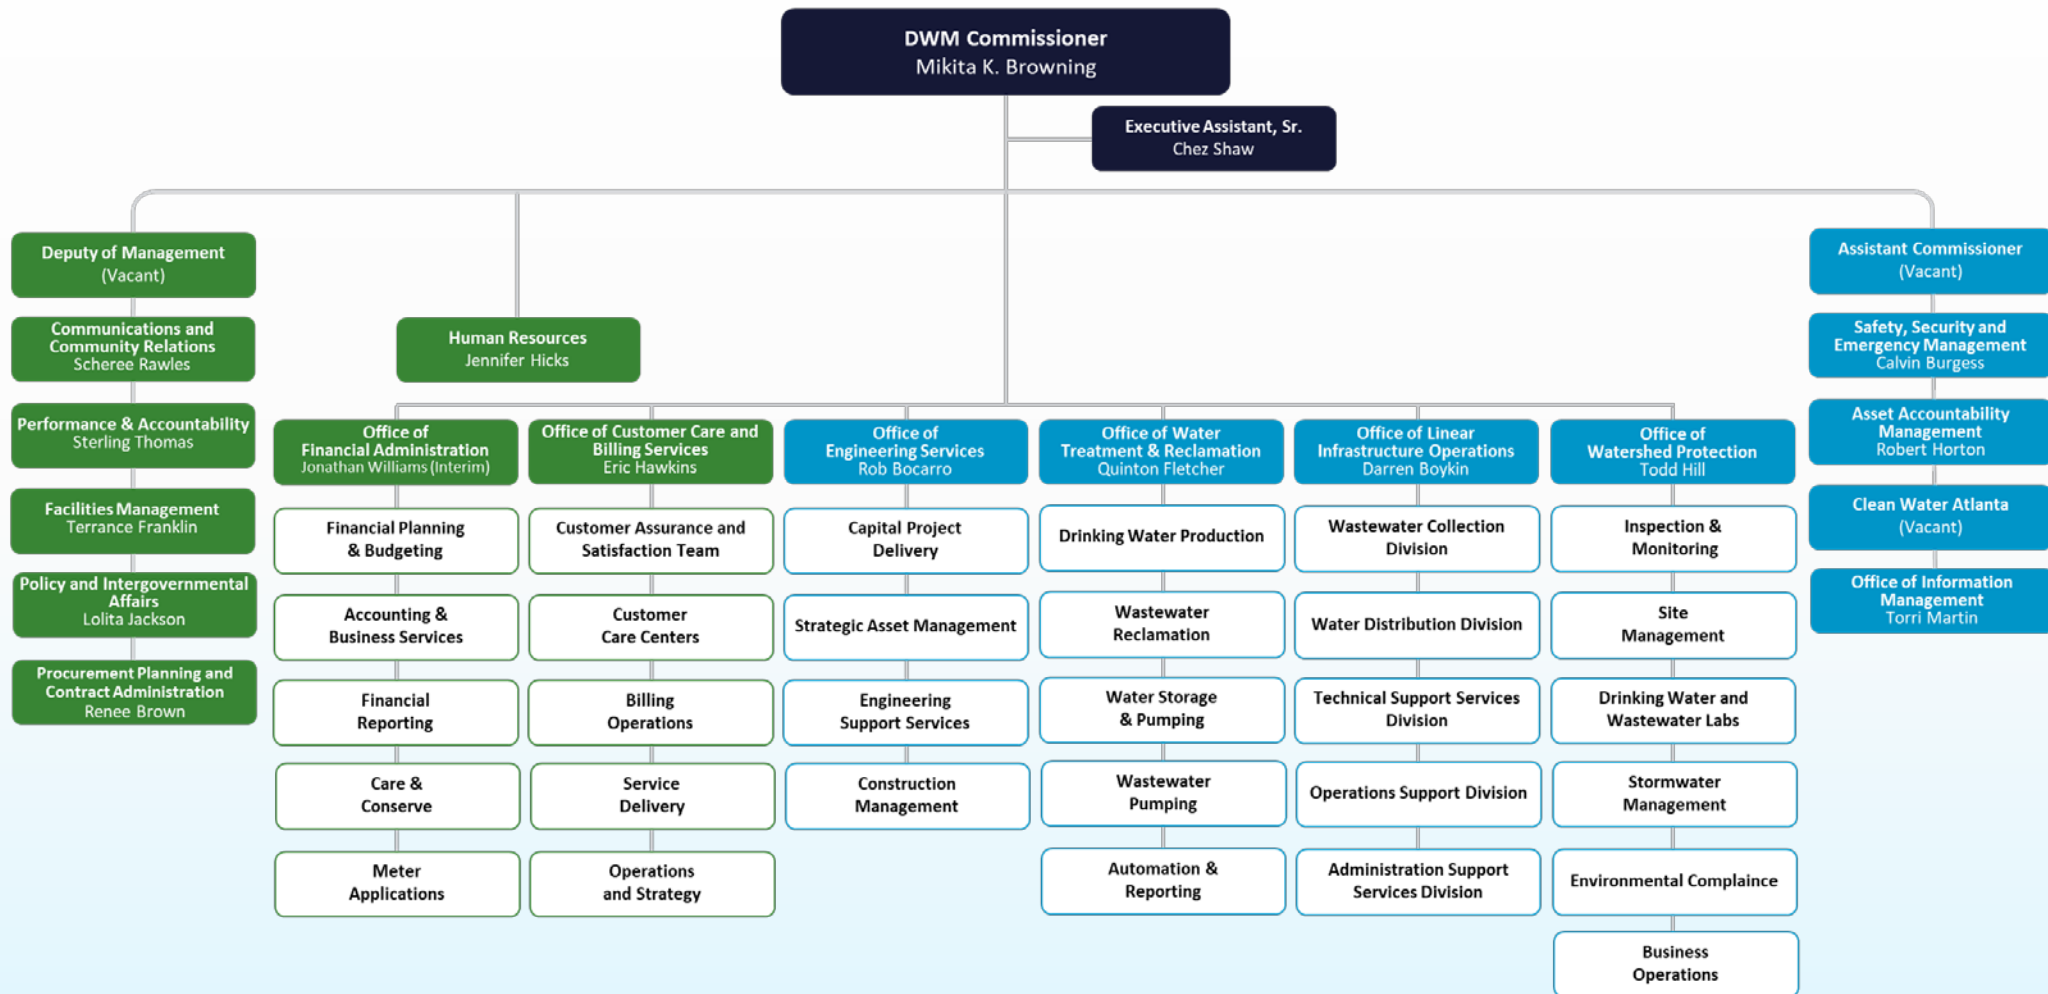 DWM Commissioner
Mikita K. Browning
Executive Assistant, Sr.
Chez Shaw
Deputy of Management
(Vacant)
Communications and
Community Relations
Scheree Rawles
Performance & Accountability
Sterling Thomas
Facilities Management
Terrance Franklin
Policy and Intergovernmental
Affairs
Lolita Jackson
Procurement Planning and
Contract Administration
Renee Brown
Human Resources
Jennifer Hicks
Office of
Financial Administration
Jonathan Williams (Interim)
Financial Planning
& Budgeting
Accounting &
Business Services
Financial
Reporting
Care &
Conserve
Meter
Applications
Office of Customer Care and
Billing Services
Eric Hawkins
Customer Assurance and
Satisfaction Team
Customer
Care Centers
Billing
Operations
Service
Delivery
Operations
and Strategy
Office of
Engineering Services
Rob Bocarro
Capital Project
Delivery
Strategic Asset Management
Engineering
Support Services
Construction
Management
Office of Water
Treatment & Reclamation
Quinton Fletcher
Drinking Water Production
Wastewater
Reclamation
Water Storage
& Pumping
Wastewater
Pumping
Automation &
Reporting
Office of Linear
Infrastructure Operations
Darren Boykin
Wastewater Collection
Division
Water Distribution Division
Technical Support Services
Division
Operations Support Division
Administration Support
Services Division
Office of
Watershed Protection
Todd Hill
Inspection &
Monitoring
Site
Management
Drinking Water and
Wastewater Labs
Stormwater
Management
Environmental Complaince
Business
Operations
Assistant Commissioner
(Vacant)
Safety, Security and
Emergency Management
Calvin Burgess
Asset Accountability
Management
Robert Horton
Clean Water Atlanta
(Vacant)
Office of Information
Management
Torri Martin